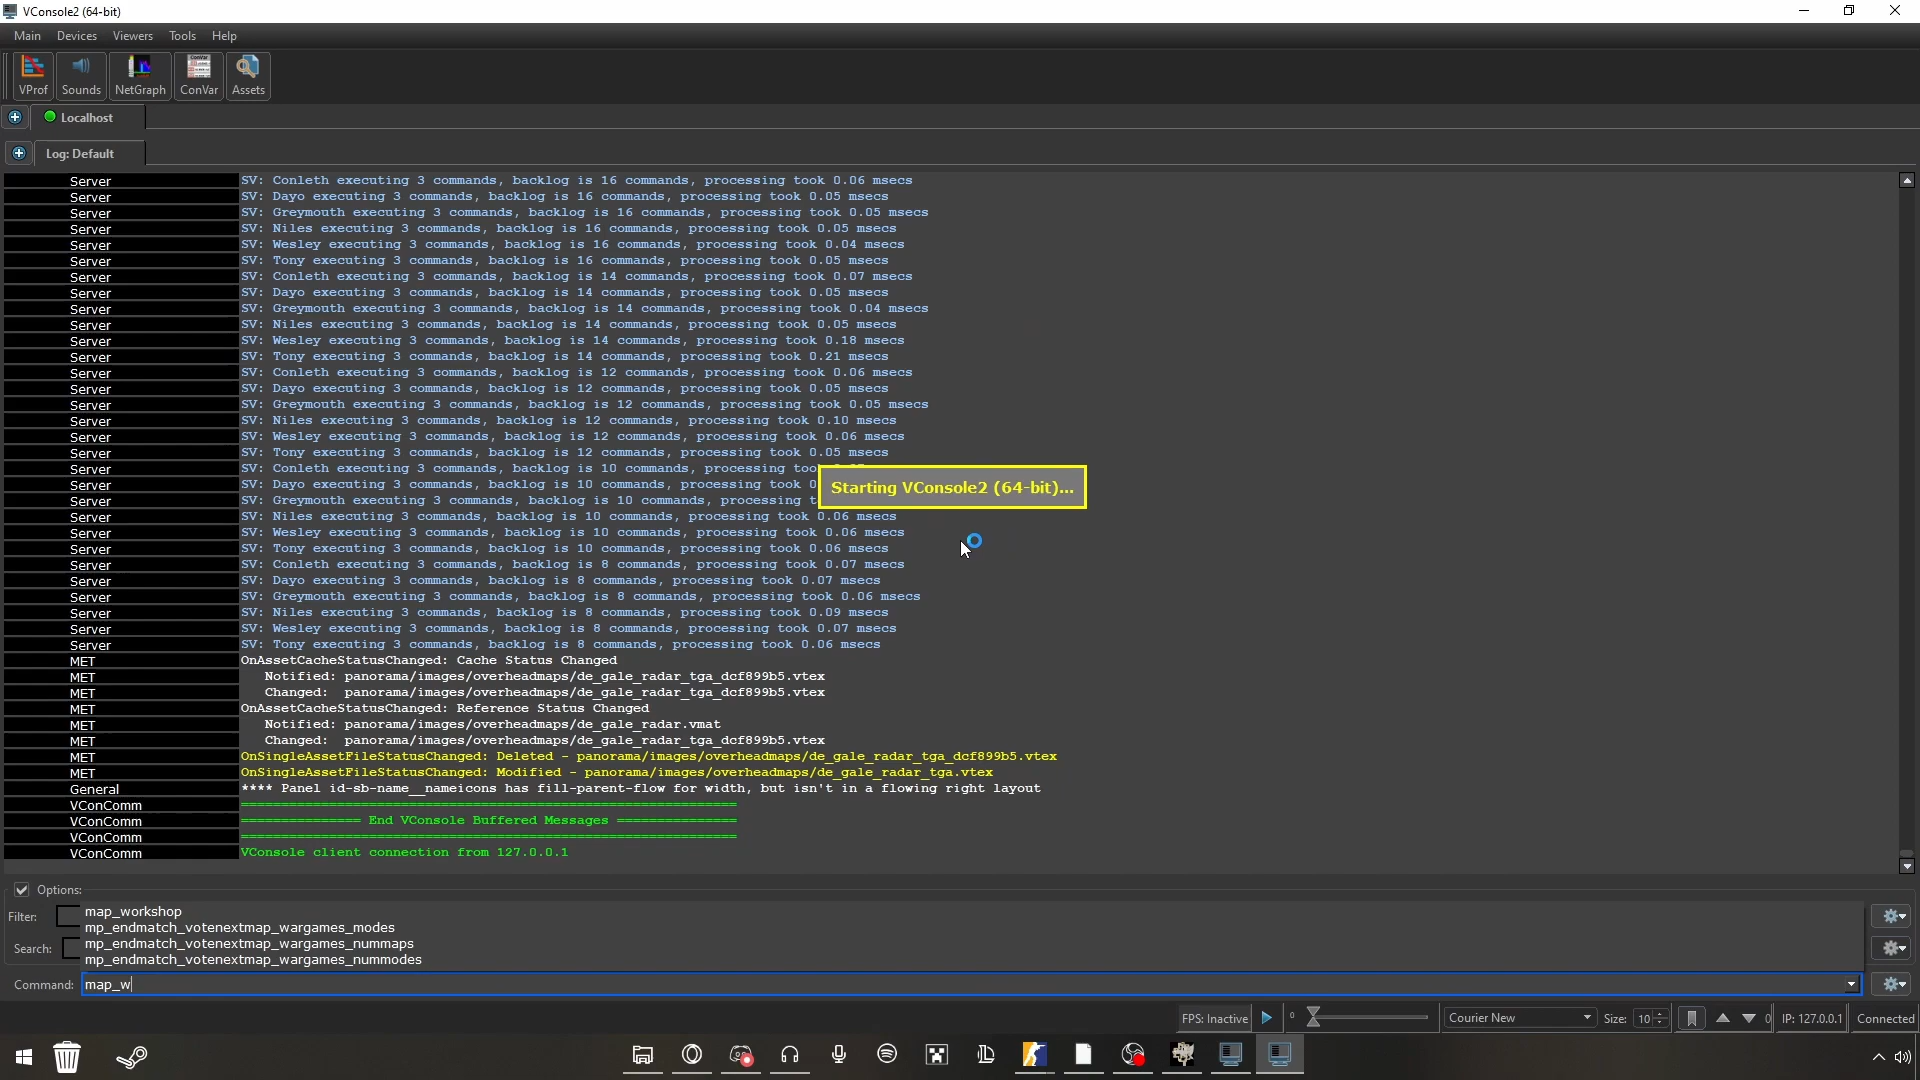 VConsole2 (64-bit)
Main Devices Viewers Tools Help
VProf Sounds NetGraph ConVar Assets
Localhost
Log: Default
Server SV: Conleth executing 3 commands, backlog is 16 commands, processing took 0.06 msecs
Server SV: Dayo executing 3 commands, backlog is 16 commands, processing took 0.05 msecs
Server SV: Greymouth executing 3 commands, backlog is 16 commands, processing took 0.05 msecs
Server SV: Niles executing 3 commands, backlog is 16 commands, processing took 0.05 msecs
Server SV: Wesley executing 3 commands, backlog is 16 commands, processing took 0.04 msecs
Server SV: Tony executing 3 commands, backlog is 16 commands, processing took 0.05 msecs
Server SV: Conleth executing 3 commands, backlog is 14 commands, processing took 0.07 msecs
Server SV: Dayo executing 3 commands, backlog is 14 commands, processing took 0.05 msecs
Server SV: Greymouth executing 3 commands, backlog is 14 commands, processing took 0.04 msecs
Server SV: Niles executing 3 commands, backlog is 14 commands, processing took 0.05 msecs
Server SV: Wesley executing 3 commands, backlog is 14 commands, processing took 0.18 msecs
Server SV: Tony executing 3 commands, backlog is 14 commands, processing took 0.21 msecs
Server SV: Conleth executing 3 commands, backlog is 12 commands, processing took 0.06 msecs
Server SV: Dayo executing 3 commands, backlog is 12 commands, processing took 0.05 msecs
Server SV: Greymouth executing 3 commands, backlog is 12 commands, processing took 0.05 msecs
Server SV: Niles executing 3 commands, backlog is 12 commands, processing took 0.10 msecs
Server SV: Wesley executing 3 commands, backlog is 12 commands, processing took 0.06 msecs
Server SV: Tony executing 3 commands, backlog is 12 commands, processing took 0.05 msecs
Server SV: Conleth executing 3 commands, backlog is 10 commands, processing too
Server SV: Dayo executing 3 commands, backlog is 10 commands, processing took 0
Starting VConsole2 (64-bit)...
Server SV: Greymouth executing 3 commands, backlog is 10 commands, processing t
Server SV: Niles executing 3 commands, backlog is 10 commands, processing took 0.06 msecs
Server SV: Wesley executing 3 commands, backlog is 10 commands, processing took 0.06 msecs
Server SV: Tony executing 3 commands, backlog is 10 commands, processing took 0.06 msecs
Server SV: Conleth executing 3 commands, backlog is 8 commands, processing took 0.07 msecs
Server SV: Dayo executing 3 commands, backlog is 8 commands, processing took 0.07 msecs
Server SV: Greymouth executing 3 commands, backlog is 8 commands, processing took 0.06 msecs
Server SV: Niles executing 3 commands, backlog is 8 commands, processing took 0.09 msecs
Server SV: Wesley executing 3 commands, backlog is 8 commands, processing took 0.07 msecs
Server SV: Tony executing 3 commands, backlog is 8 commands, processing took 0.06 msecs
MET OnAssetCacheStatusChanged: Cache Status Changed
MET Notified: panorama/images/overheadmaps/de_gale_radar_tga_dcf899b5.vtex
MET Changed: panorama/images/overheadmaps/de_gale_radar_tga_dcf899b5.vtex
MET OnAssetCacheStatusChanged: Reference Status Changed
MET Notified: panorama/images/overheadmaps/de_gale_radar.vmat
MET Changed: panorama/images/overheadmaps/de_gale_radar_tga_dcf899b5.vtex
MET OnSingleAssetFileStatusChanged: Deleted - panorama/images/overheadmaps/de_gale_radar_tga_dcf899b5.vtex
MET OnSingleAssetFileStatusChanged: Modified - panorama/images/overheadmaps/de_gale_radar_tga.vtex
General **** Panel id-sb-name__nameicons has fill-parent-flow for width, but isn't in a flowing right layout
VConComm ==============================================================
VConComm =============== End VConsole Buffered Messages ===============
VConComm ==============================================================
VConComm VConsole client connection from 127.0.0.1
Options:
Filter: map_workshop
mp_endmatch_votenextmap_wargames_modes
Search: mp_endmatch_votenextmap_wargames_nummaps
mp_endmatch_votenextmap_wargames_nummodes
Command: map_w
FPS: Inactive 0 Courier New Size: 10 0 IP: 127.0.0.1 Connected